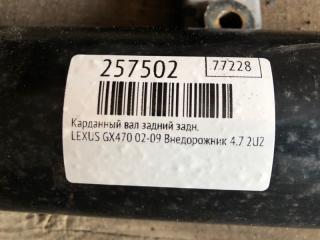 257502
77228
Карданный вал задний задн.
LEXUS GX470 02-09 Внедорожник 4.7 2UZ